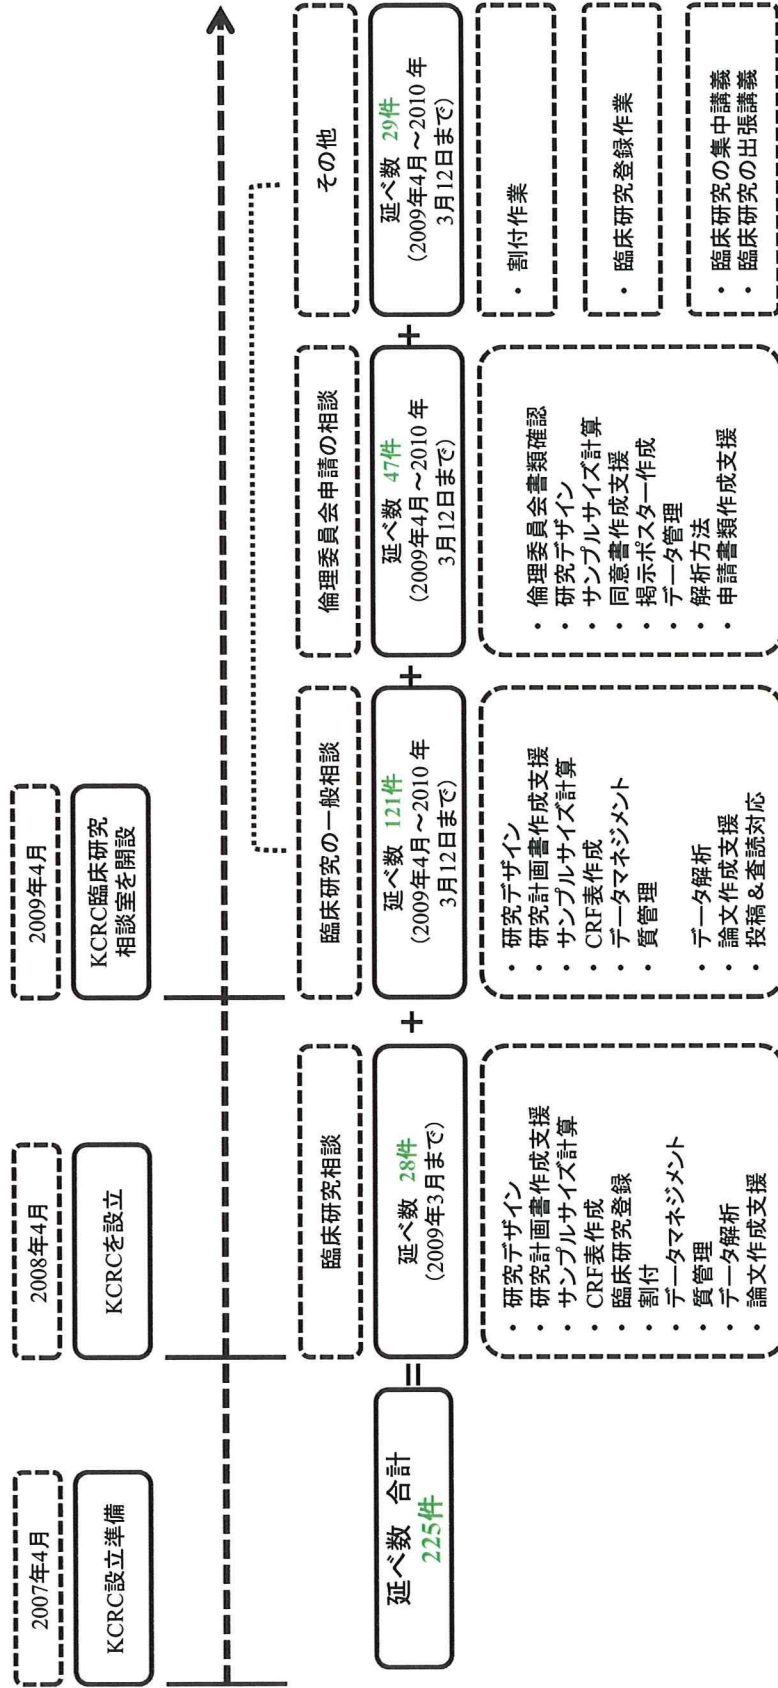 2007年4月
KCRC設立準備
2008年4月
KCRCを設立
2009年4月
KCRC臨床研究
相談室を開設
延べ数 合計
225件
=
臨床研究相談
延べ数 28件
(2009年3月まで)
・ 研究デザイン
・ 研究計画書作成支援
・ サンプルサイズ計算
・ CRF表作成
・ 臨床研究登録
・ 割付
・ データマネジメント
・ 質管理
・ データ解析
・ 論文作成支援
+
臨床研究の一般相談
延べ数 121件
(2009年4月~2010年
3月12日まで)
・ 研究デザイン
・ 研究計画書作成支援
・ サンプルサイズ計算
・ CRF表作成
・ データマネジメント
・ 質管理
・ データ解析
・ 論文作成支援
・ 投稿&査読対応
+
倫理委員会申請の相談
延べ数 47件
(2009年4月~2010年
3月12日まで)
・ 倫理委員会書類確認
・ 研究デザイン
・ サンプルサイズ計算
・ 同意書作成支援
・ 掲示ポスター作成
・ データ管理
・ 解析方法
・ 申請書類作成支援
+
その他
延べ数 29件
(2009年4月~2010年
3月12日まで)
・ 割付作業
・ 臨床研究登録作業
・ 臨床研究の集中講義
・ 臨床研究の出張講義